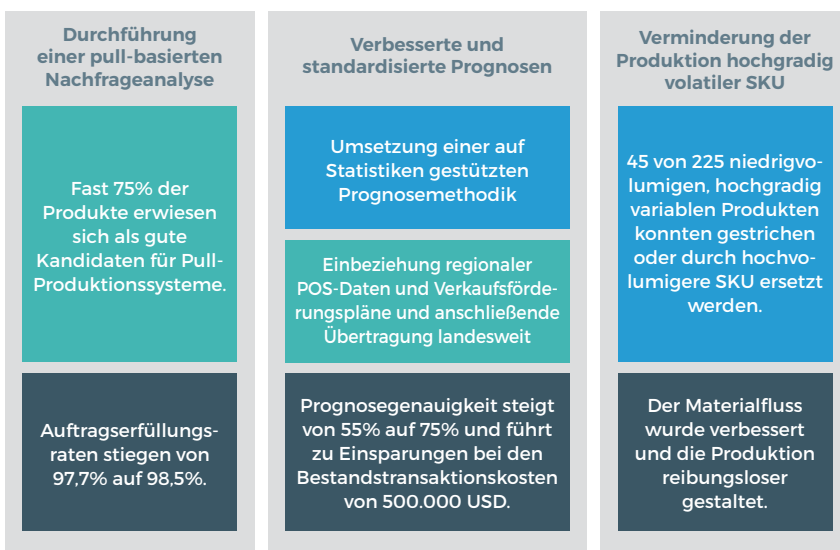 Durchführung
einer pull-basierten
Nachfrageanalyse
Fast 75% der
Produkte erwiesen
sich als gute
Kandidaten für Pull-
Produktionssysteme.
Auftragserfüllungs-
raten stiegen von
97,7% auf 98,5%.
Verbesserte und
standardisierte Prognosen
Umsetzung einer auf
Statistiken gestützten
Prognosemethodik
Einbeziehung regionaler
POS-Daten und Verkaufsförde-
rungspläne und anschließende
Übertragung landesweit
Prognosegenauigkeit steigt
von 55% auf 75% und führt
zu Einsparungen bei den
Bestandstransaktionskosten
von 500.000 USD.
Verminderung der
Produktion hochgradig
volatiler SKU
45 von 225 niedrigvo-
lumigen, hochgradig
variablen Produkten
konnten gestrichen
oder durch hochvo-
lumigere SKU ersetzt
werden.
Der Materialfluss
wurde verbessert
und die Produktion
reibungsloser
gestaltet.